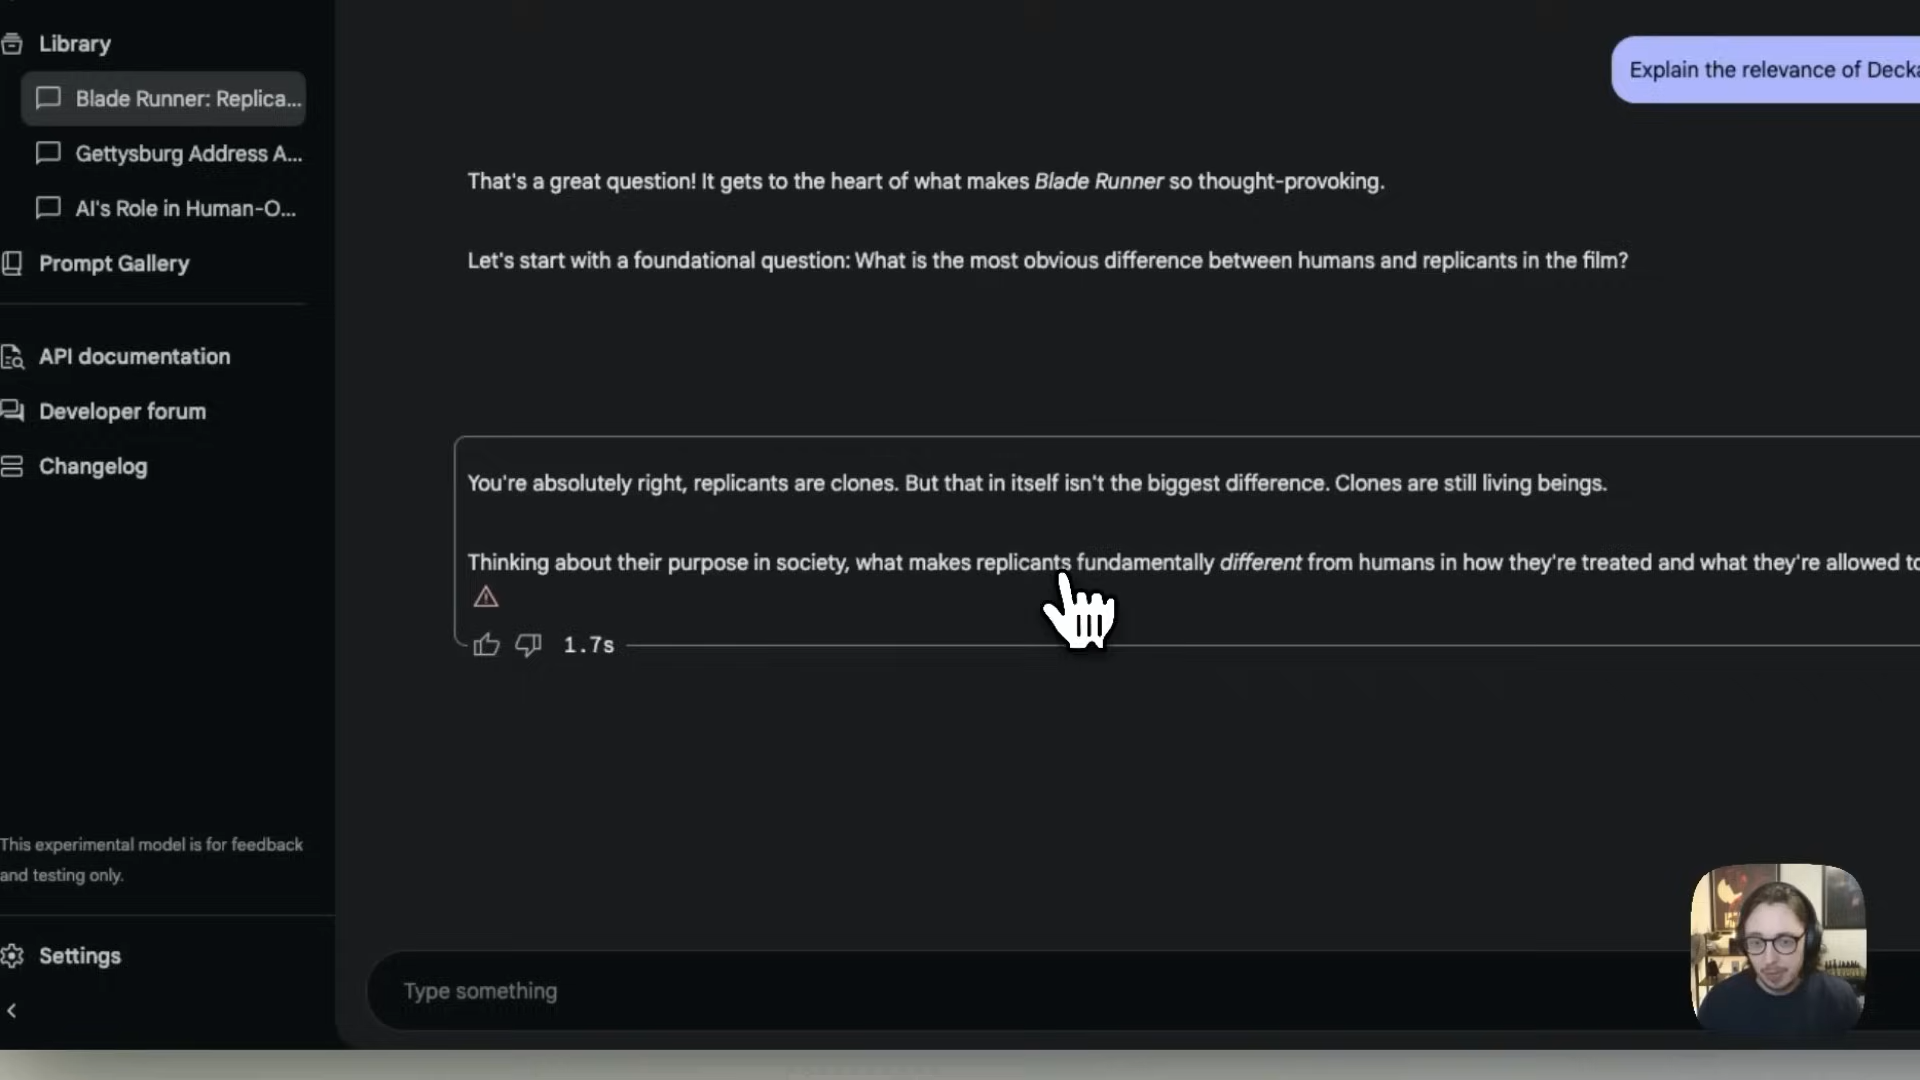 Library
Blade Runner: Replica...
Gettysburg Address A...
AI's Role in Human-O...
Prompt Gallery
API documentation
Developer forum
Changelog
This experimental model is for feedback
and testing only.
Settings
Explain the relevance of Decka
That's a great question! It gets to the heart of what makes Blade Runner so thought-provoking.
Let's start with a foundational question: What is the most obvious difference between humans and replicants in the film?
You're absolutely right, replicants are clones. But that in itself isn't the biggest difference. Clones are still living beings.
Thinking about their purpose in society, what makes replicants fundamentally different from humans in how they're treated and what they're allowed to
1.7s
Type something